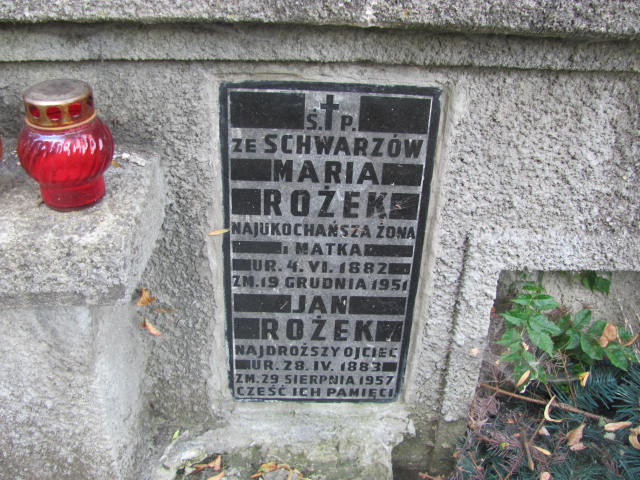 Ś.P.
ZE SCHWARZÓW
MARIA
ROŻEK
NAJUKOCHAŃSZA ŻONA
I MATKA
UR. 4. VI. 1882
ZM. 19 GRUDNIA 1951
JAN
ROŻEK
NAJDROŻSZY OJCIEC
UR. 28. IV. 1883
ZM. 29 SIERPNIA 1957
CZEŚĆ ICH PAMIĘCI